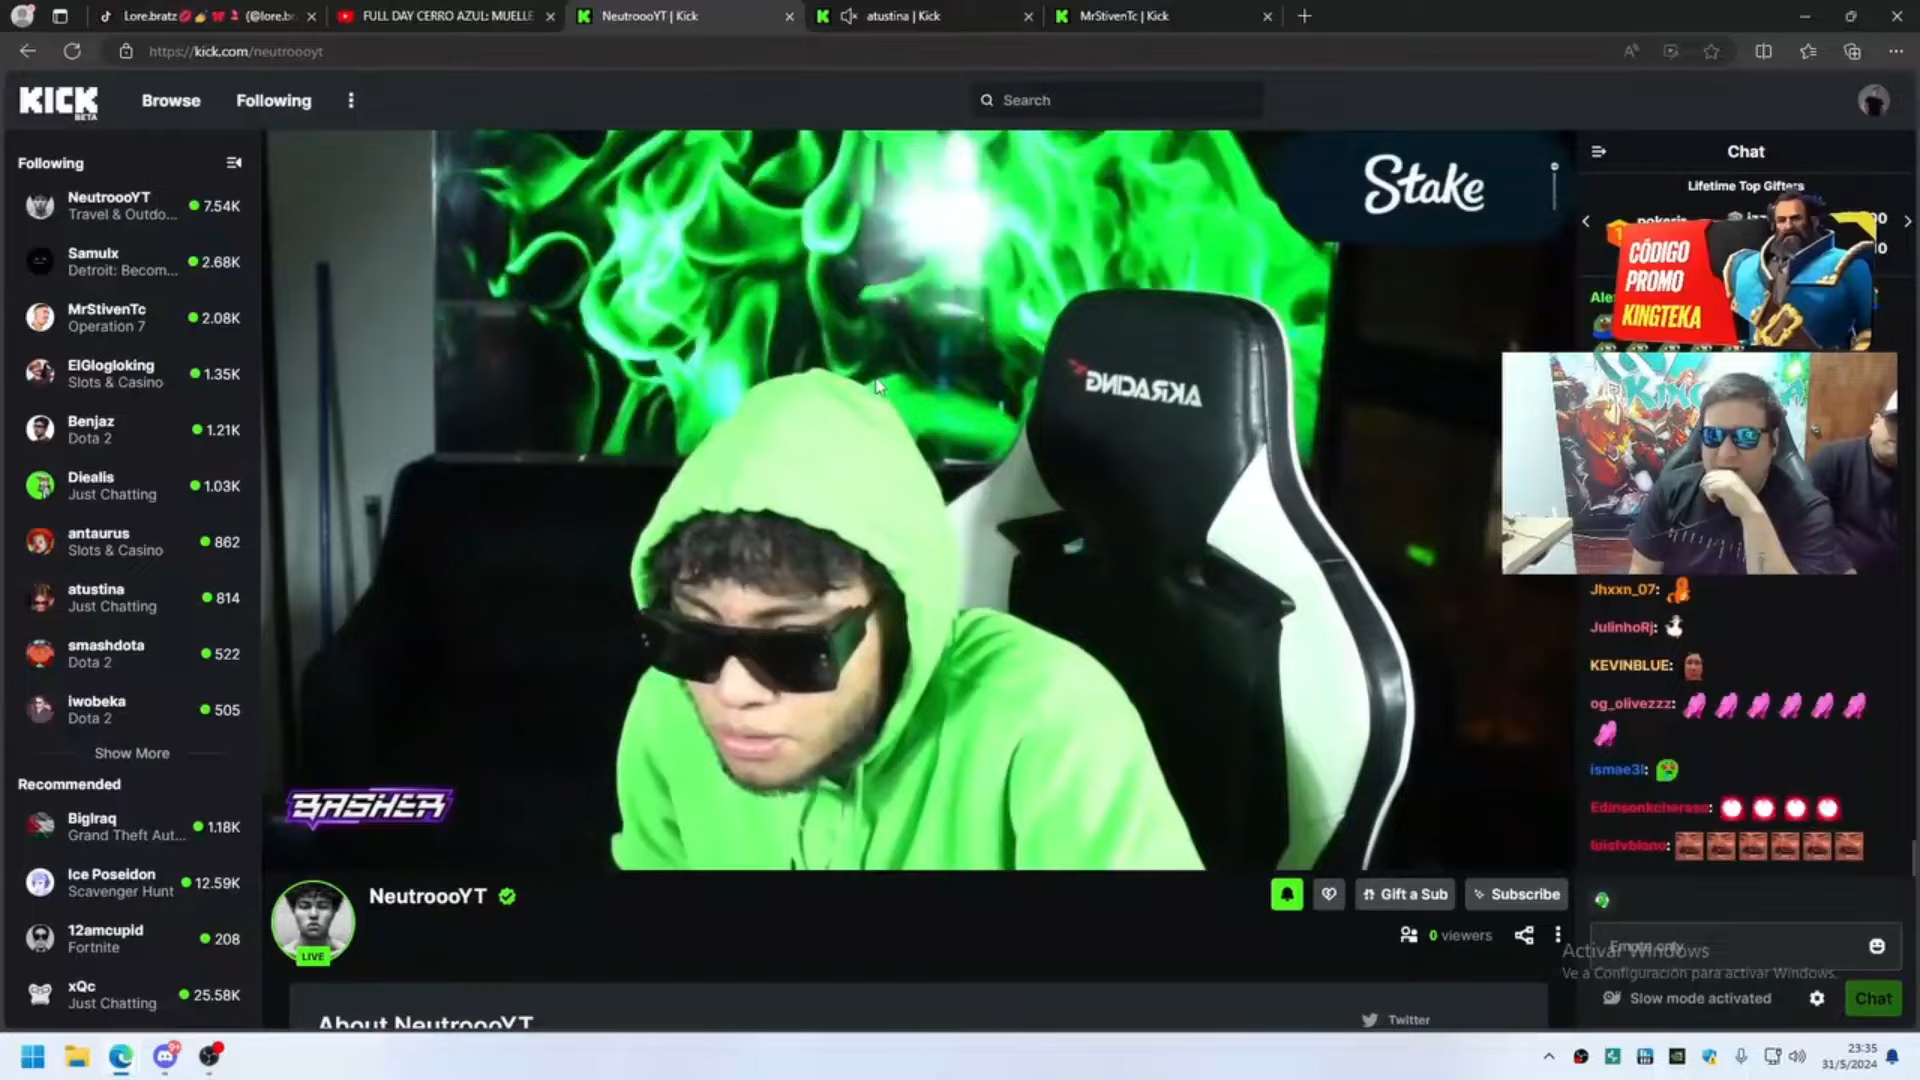 Lore.bratz
(@lore.br
FULL DAY CERRO AZUL: MUELLE
NeutroooYT | Kick
atustina | Kick
MrStivenTc | Kick
https://kick.com/neutroooyt
KICK
BETA
Browse
Following
Search
Following
NeutroooYT
Travel & Outdo...
7.54K
Samulx
Detroit: Becom...
2.68K
MrStivenTc
Operation 7
2.08K
ElGlogloking
Slots & Casino
1.35K
Benjaz
Dota 2
1.21K
Diealis
Just Chatting
1.03K
antaurus
Slots & Casino
862
atustina
Just Chatting
814
smashdota
Dota 2
522
iwobeka
Dota 2
505
Show More
Recommended
BigIraq
Grand Theft Aut...
1.18K
Ice Poseidon
Scavenger Hunt
12.59K
12amcupid
Fortnite
208
xQc
Just Chatting
25.58K
Stake
AKRACING
BASHER
LIVE
NeutroooYT
Gift a Sub
Subscribe
0 viewers
About NeutroooYT
Twitter
Chat
Lifetime Top Gifters
CÓDIGO
PROMO
KINGTEKA
Jhxxn_07:
JulinhoRj:
KEVINBLUE:
og_olivezzz:
ismae3l:
Emote only
Activar Windows
Ve a Configuración para activar Windows.
Slow mode activated
Chat
23:35
31/5/2024